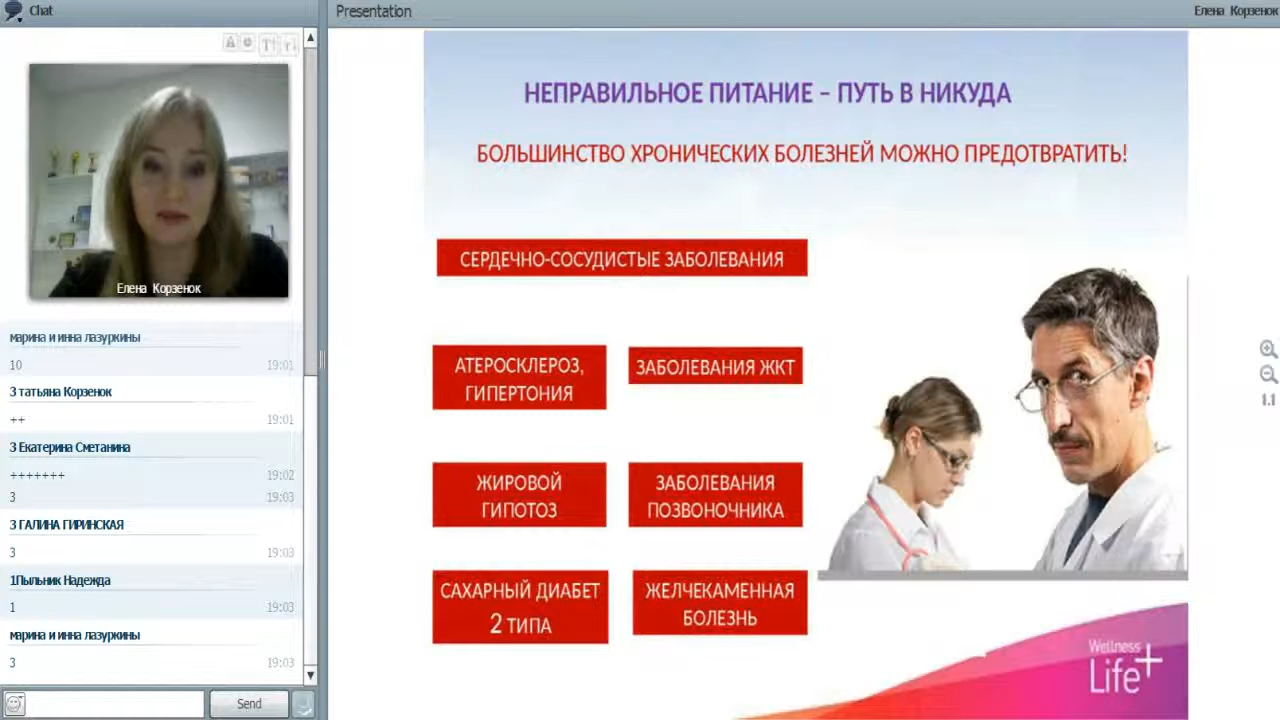 Chat
Елена Корзенок
марина и инна лазуркины
10 19:01
3 татьяна Корзенок
++ 19:01
3 Екатерина Сметанина
+++++++ 19:02
3 19:03
3 ГАЛИНА ГИРИНСКАЯ
3 19:03
1Пыльник Надежда
1 19:03
марина и инна лазуркины
3 19:03
Send
Presentation
Елена Корзенок
НЕПРАВИЛЬНОЕ ПИТАНИЕ – ПУТЬ В НИКУДА
БОЛЬШИНСТВО ХРОНИЧЕСКИХ БОЛЕЗНЕЙ МОЖНО ПРЕДОТВРАТИТЬ!
СЕРДЕЧНО-СОСУДИСТЫЕ ЗАБОЛЕВАНИЯ
АТЕРОСКЛЕРОЗ,
ГИПЕРТОНИЯ
ЗАБОЛЕВАНИЯ ЖКТ
ЖИРОВОЙ
ГИПОТОЗ
ЗАБОЛЕВАНИЯ
ПОЗВОНОЧНИКА
САХАРНЫЙ ДИАБЕТ
2 ТИПА
ЖЕЛЧЕКАМЕННАЯ
БОЛЕЗНЬ
Wellness
Life+
1:1